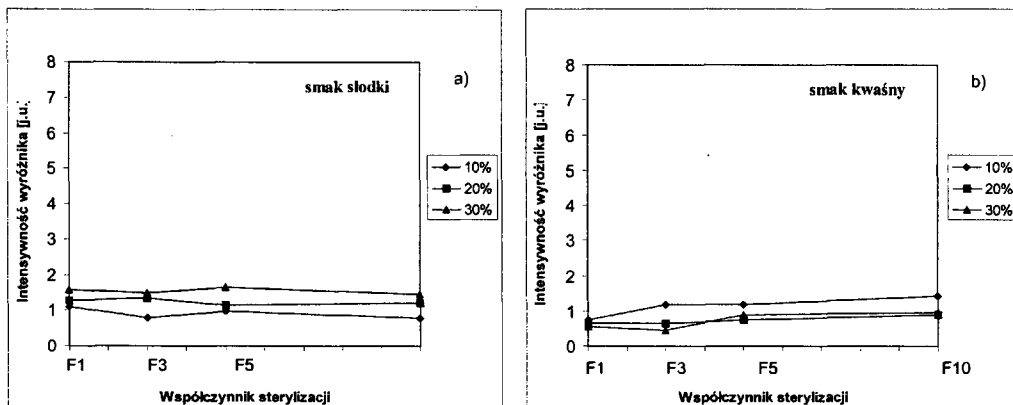 8
7
6
5
4
3
2
1
0
Intensywność wyróżnika [j.u.]
smak słodki
a)
10%
20%
30%
F1 F3 F5
Współczynnik sterylizacji
8
7
6
5
4
3
2
1
0
Intensywność wyróżnika [j.u.]
smak kwaśny
b)
10%
20%
30%
F1 F3 F5 F10
Współczynnik sterylizacji